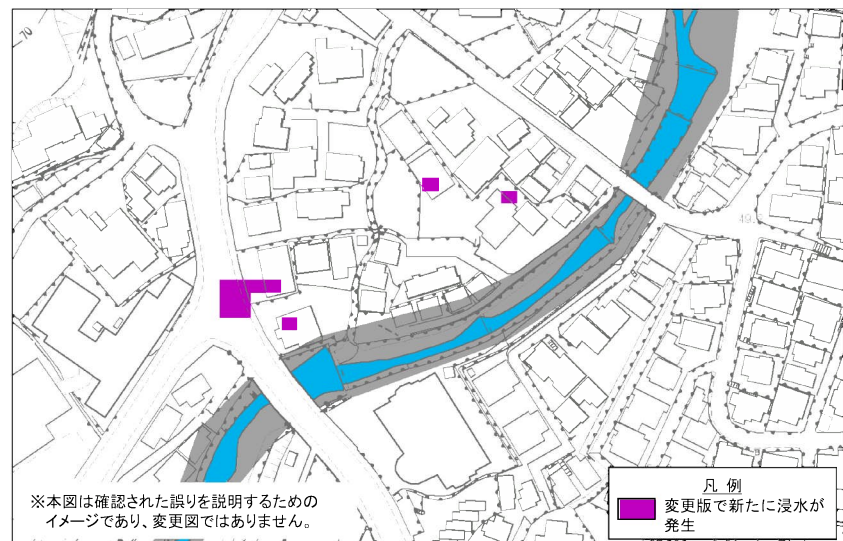 70
※本図は確認された誤りを説明するための
イメージであり、変更図ではありません。
凡 例
変更版で新たに浸水が
発生